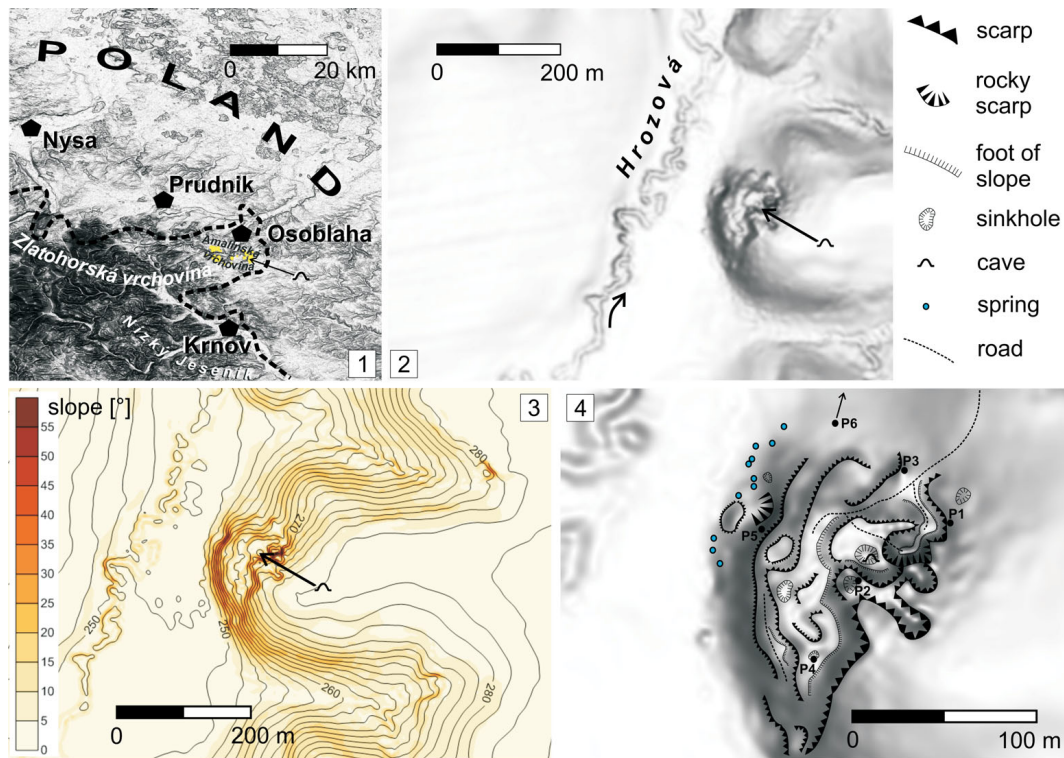 POLAND
0 20 km
Nysa
Prudnik
Osoblaha
Amalínská
vrchovina
Zlatohorská vrchovina
Krnov
Nízký Jeseník
1
0 200 m
Hrozová
2
scarp
rocky
scarp
foot of
slope
sinkhole
cave
spring
road
slope [°]
55
50
45
40
35
30
25
20
15
10
5
0
3
280
270
250
250
260
280
0 200 m
4
P6
P3
P1
P5
P2
P4
0 100 m